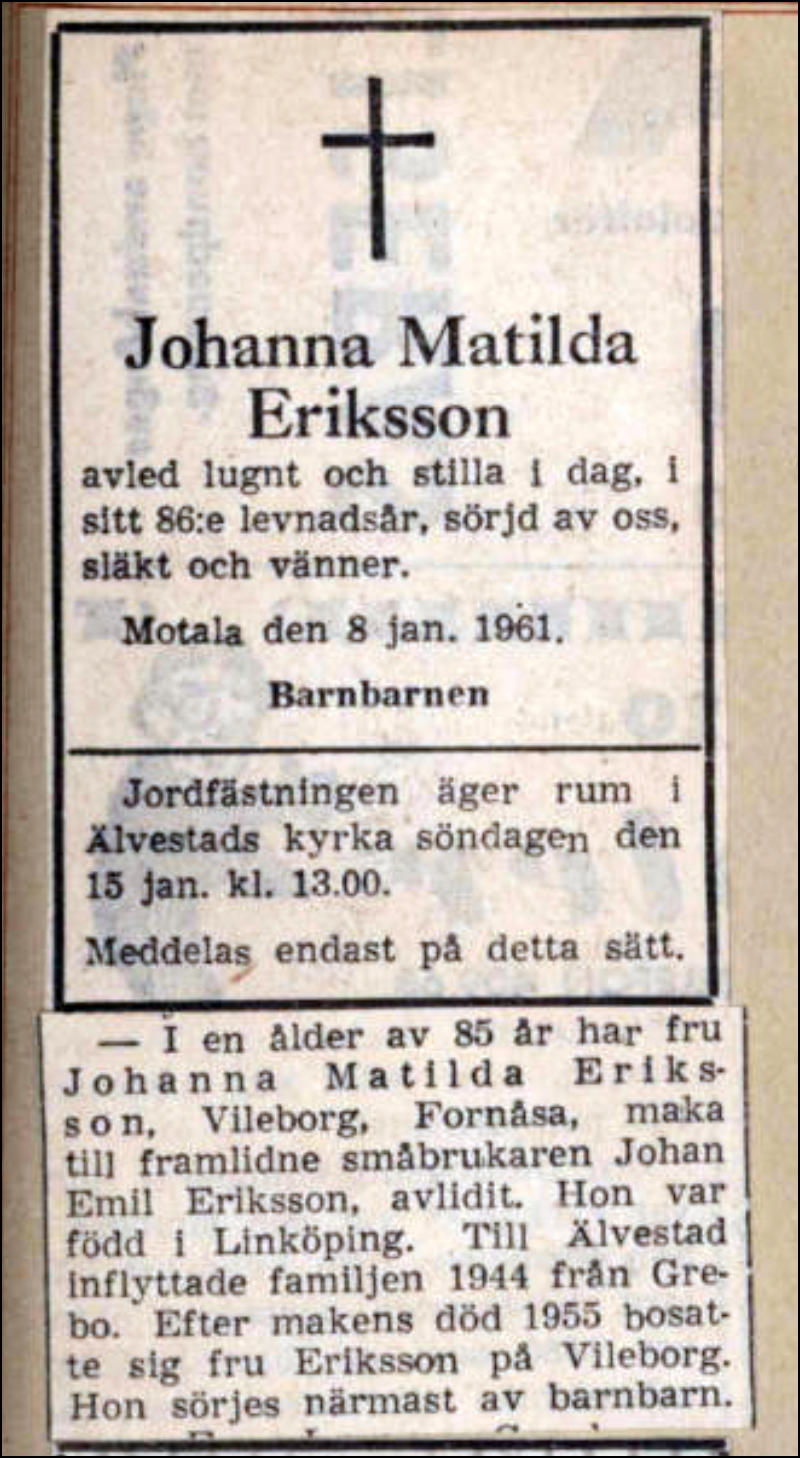 Johanna Matilda
Eriksson
avled lugnt och stilla i dag, i
sitt 86:e levnadsår, sörjd av oss,
släkt och vänner.
Motala den 8 jan. 1961.
Barnbarnen
Jordfästningen äger rum i
Älvestads kyrka söndagen den
15 jan. kl. 13.00.
Meddelas endast på detta sätt.
— I en ålder av 85 år har fru
Johanna Matilda Eriks-
son, Vileborg, Fornåsa, maka
till framlidne småbrukaren Johan
Emil Eriksson, avlidit. Hon var
född i Linköping. Till Älvestad
inflyttade familjen 1944 från Gre-
bo. Efter makens död 1955 bosat-
te sig fru Eriksson på Vileborg.
Hon sörjes närmast av barnbarn.